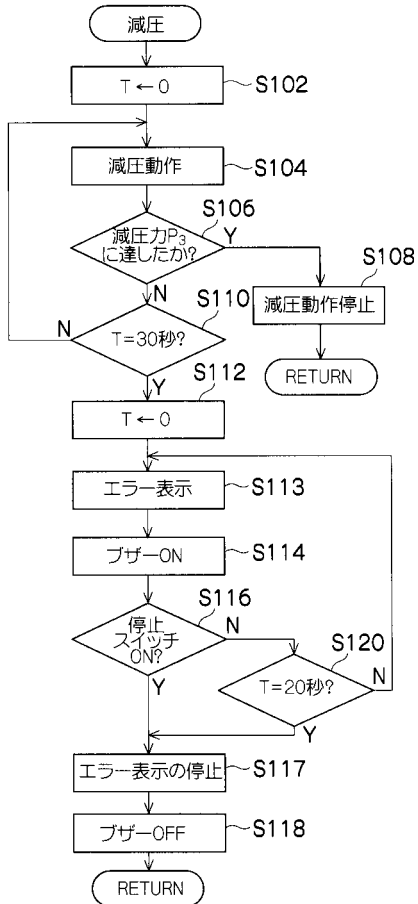 減圧
T←0
S102
減圧動作
S104
S106
減圧力P₃
に達したか?
Y
N
S108
減圧動作停止
RETURN
S110
T=30秒?
N
Y
S112
T←0
エラー表示
S113
ブザーON
S114
S116
停止
スイッチ
ON?
N
Y
S120
T=20秒?
N
Y
エラー表示の停止
S117
ブザーOFF
S118
RETURN